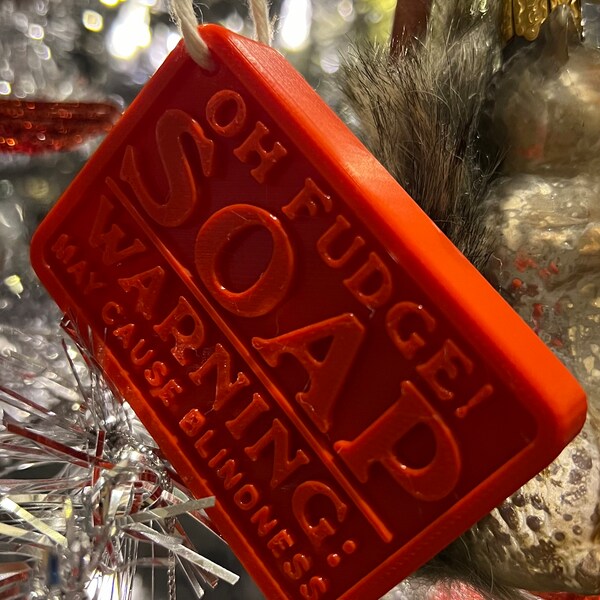 OH FUDGE!
SOAP
WARNING:
MAY CAUSE BLINDNESS